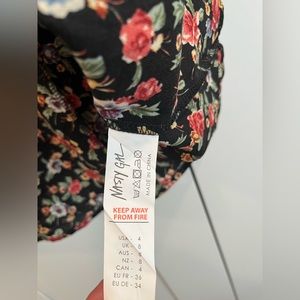 NASTY GAL
MADE IN CHINA
KEEP AWAY
FROM FIRE
USA - 4
UK - 8
AUS - 8
NZ - 8
CAN - 4
EU FR - 36
EU DE - 34